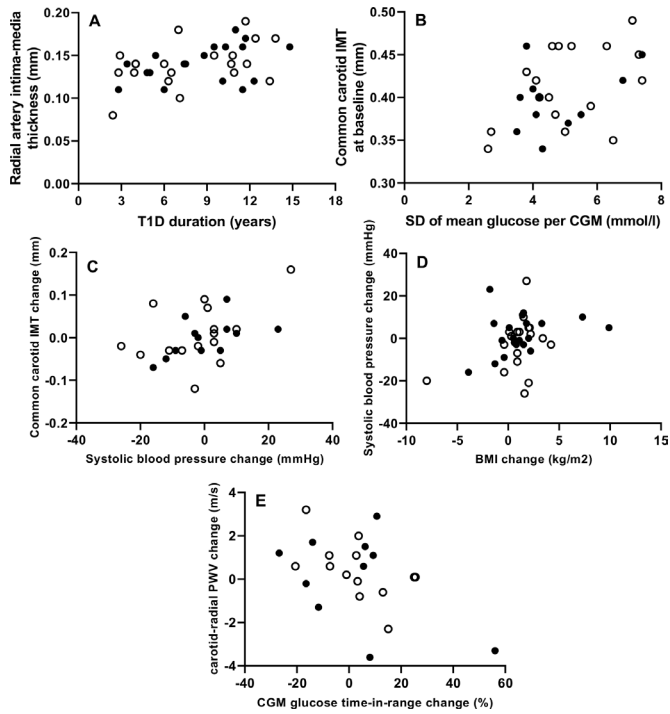 A
Radial artery intima-media
thickness (mm)
0.20
0.15
0.10
0.05
0.00
0 3 6 9 12 15 18
T1D duration (years)
B
Common carotid IMT
at baseline (mm)
0.50
0.45
0.40
0.35
0.30
0 2 4 6 8
SD of mean glucose per CGM (mmol/l)
C
Common carotid IMT change (mm)
0.2
0.1
0.0
-0.1
-0.2
-40 -20 0 20 40
Systolic blood pressure change (mmHg)
D
Systolic blood pressure change (mmHg)
40
20
0
-20
-40
-10 -5 0 5 10 15
BMI change (kg/m2)
E
carotid-radial PWV change (m/s)
4
2
0
-2
-4
-40 -20 0 20 40 60
CGM glucose time-in-range change (%)